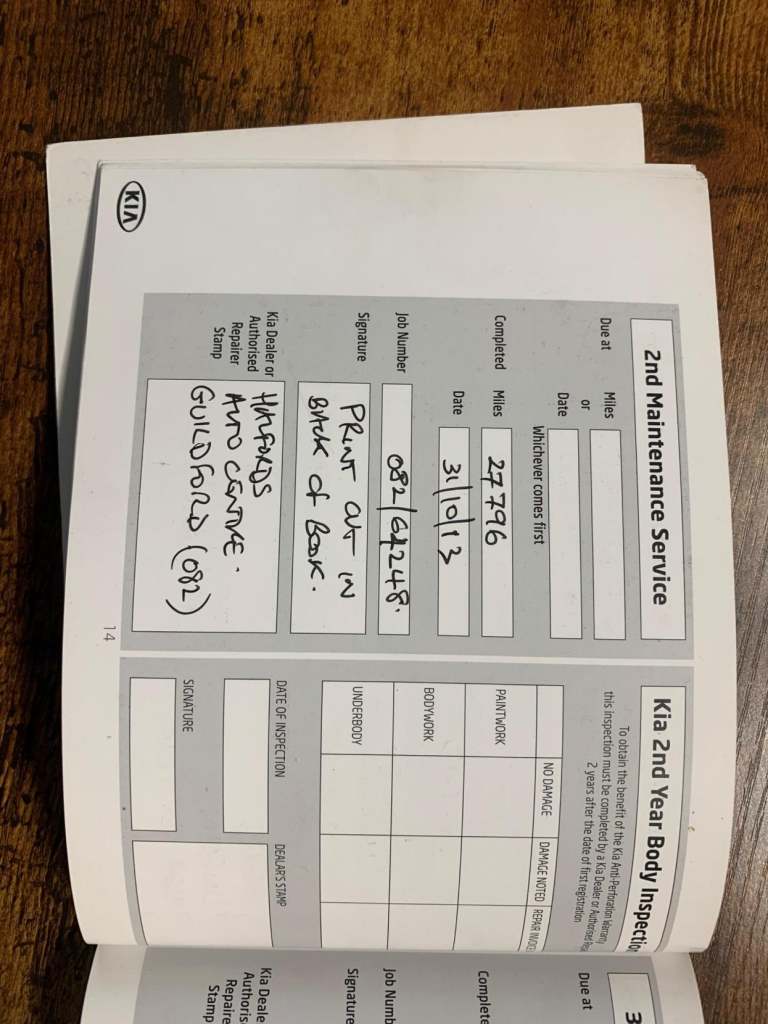 KIA
2nd Maintenance Service
Due at Miles
or
Date
Whichever comes first
Completed Miles 27796
Date 31/10/13
Job Number 082/64248.
Signature PRINT OUT IN
BACK of BOOK.
Kia Dealer or
Authorised
Repairer
Stamp
HALFORDS
AUTO CENTRE.
GUILDFORD (082)
14
Kia 2nd Year Body Inspectio
To obtain the benefit of the Kia Anti-Perforation Warranty
this inspection must be completed by a Kia Dealer or Authorised
2 years after the date of first registration
NO DAMAGE DAMAGE NOTED REPAIR
PAINTWORK
BODYWORK
UNDERBODY
DATE OF INSPECTION DEALAR'S STAMP
SIGNATURE
3
Due at
Complete
Job Numb
Signature
Kia Deale
Authoris
Repaire
Stamp